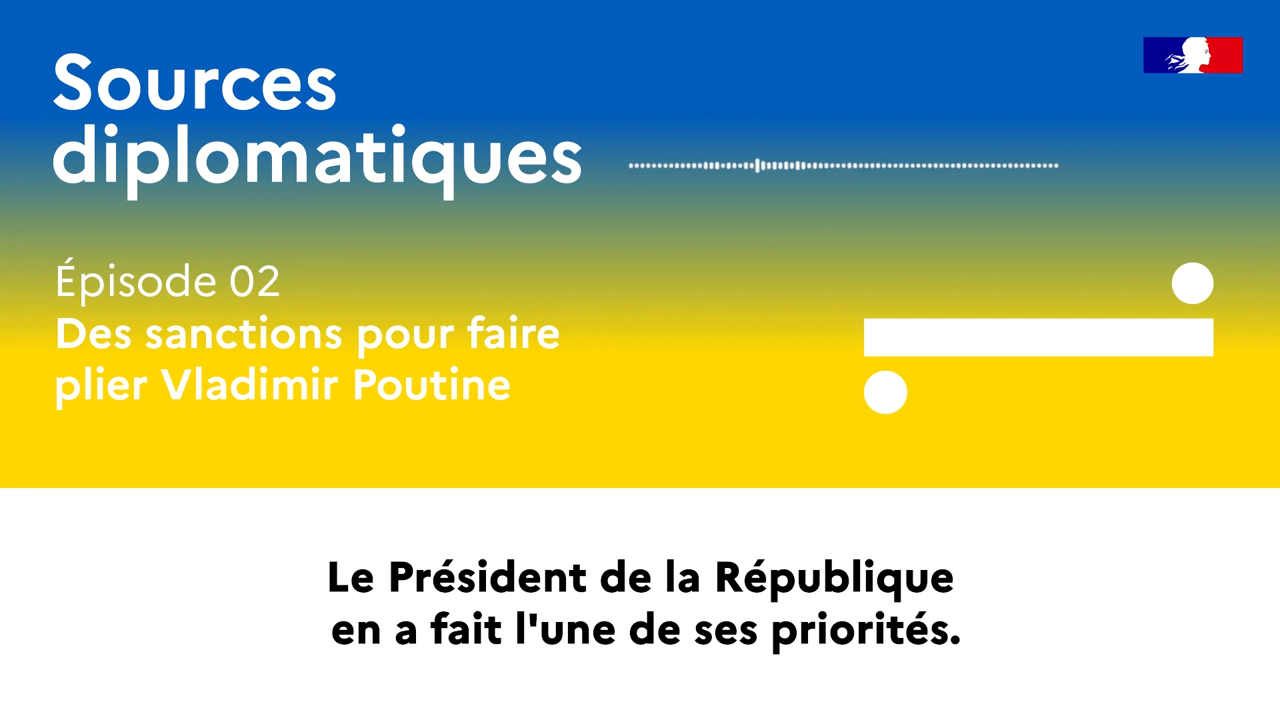 Sources
diplomatiques
Épisode 02
Des sanctions pour faire
plier Vladimir Poutine
Le Président de la République
en a fait l'une de ses priorités.